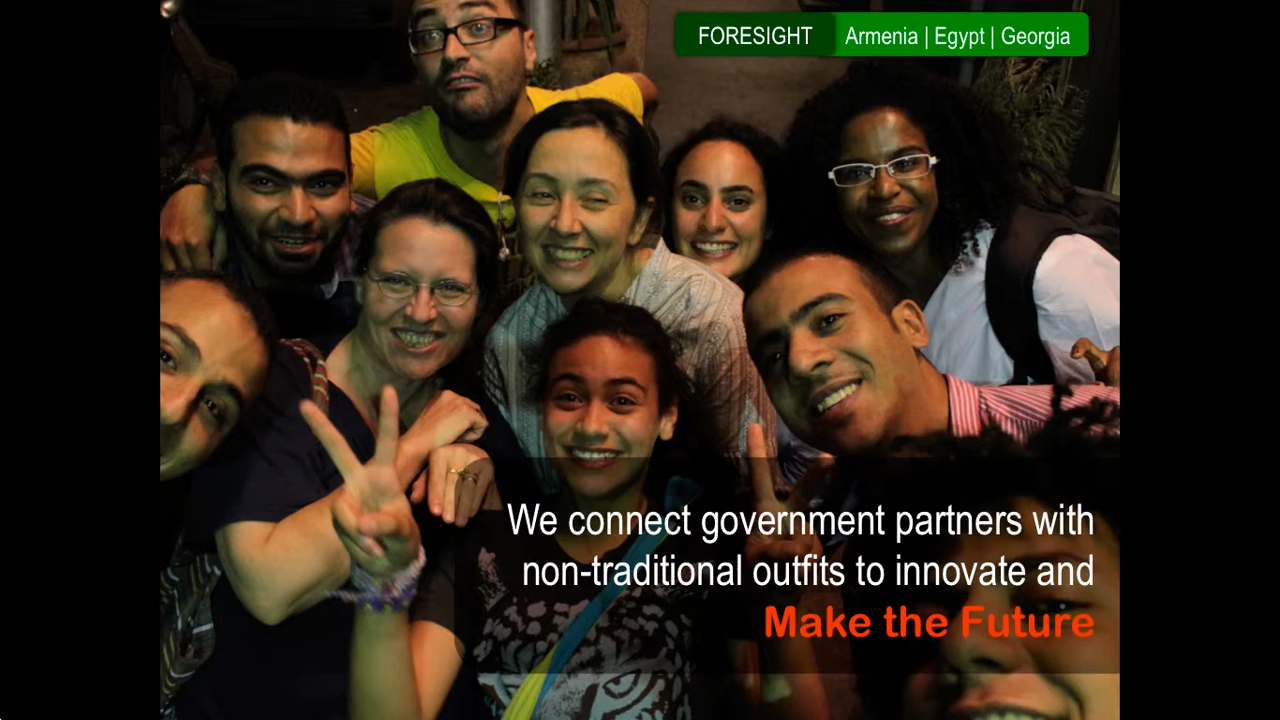 FORESIGHT Armenia | Egypt | Georgia
We connect government partners with
non-traditional outfits to innovate and
Make the Future